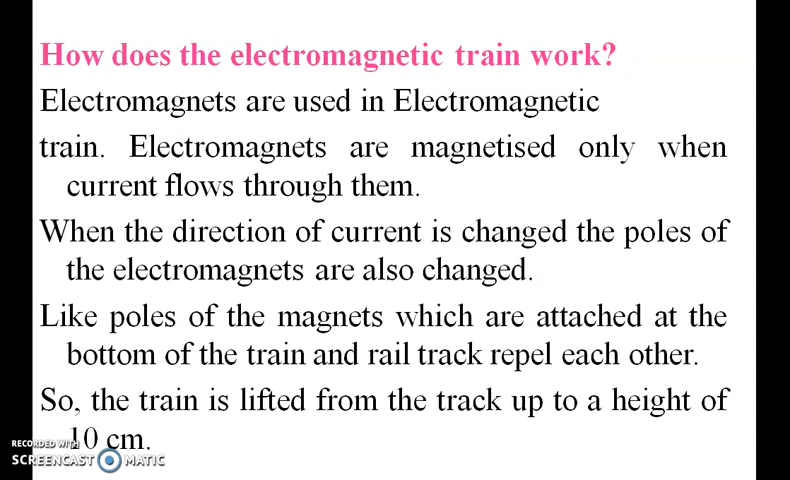 How does the electromagnetic train work?
Electromagnets are used in Electromagnetic
train. Electromagnets are magnetised only when
current flows through them.
When the direction of current is changed the poles of
the electromagnets are also changed.
Like poles of the magnets which are attached at the
bottom of the train and rail track repel each other.
So, the train is lifted from the track up to a height of
10 cm.
RECORDED WITH
SCREENCAST MATIC